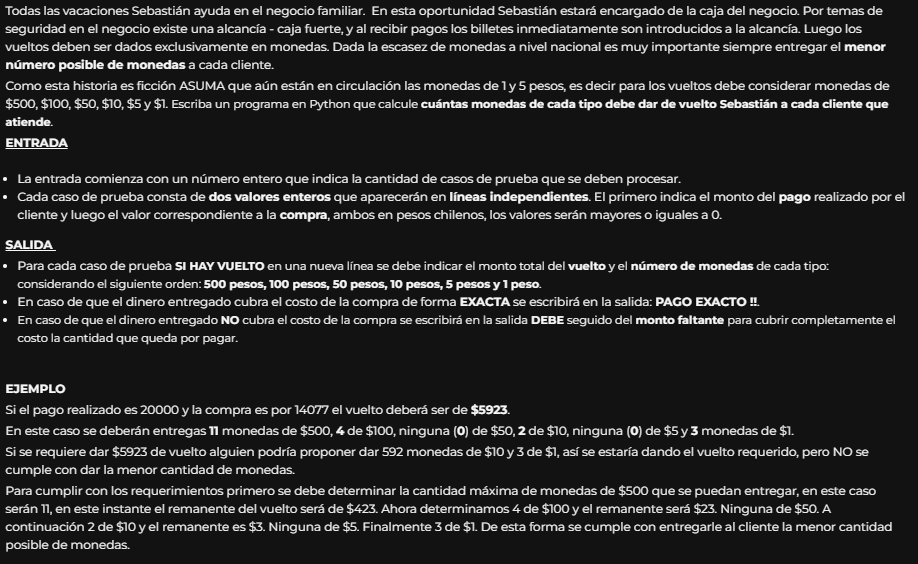 Todas las vacaciones Sebastián ayuda en el negocio familiar. En esta oportunidad Sebastián estará encargado de la caja del negocio. Por temas de
seguridad en el negocio existe una alcancía - caja fuerte, y al recibir pagos los billetes inmediatamente son introducidos a la alcancía. Luego los
vueltos deben ser dados exclusivamente en monedas. Dada la escasez de monedas a nivel nacional es muy importante siempre entregar el menor
número posible de monedas a cada cliente.
Como esta historia es ficción ASUMA que aún están en circulación las monedas de 1 y 5 pesos, es decir para los vueltos debe considerar monedas de
$500, $100, $50, $10, $5 y $1. Escriba un programa en Python que calcule cuántas monedas de cada tipo debe dar de vuelto Sebastián a cada cliente que
atiende.
ENTRADA
• La entrada comienza con un número entero que indica la cantidad de casos de prueba que se deben procesar.
• Cada caso de prueba consta de dos valores enteros que aparecerán en líneas independientes. El primero indica el monto del pago realizado por el
cliente y luego el valor correspondiente a la compra, ambos en pesos chilenos, los valores serán mayores o iguales a 0.
SALIDA
• Para cada caso de prueba SI HAY VUELTO en una nueva línea se debe indicar el monto total del vuelto y el número de monedas de cada tipo:
considerando el siguiente orden: 500 pesos, 100 pesos, 50 pesos, 10 pesos, 5 pesos y 1 peso.
• En caso de que el dinero entregado cubra el costo de la compra de forma EXACTA se escribirá en la salida: PAGO EXACTO !!.
• En caso de que el dinero entregado NO cubra el costo de la compra se escribirá en la salida DEBE seguido del monto faltante para cubrir completamente el
costo la cantidad que queda por pagar.
EJEMPLO
Si el pago realizado es 20000 y la compra es por 14077 el vuelto deberá ser de $5923.
En este caso se deberán entregas 11 monedas de $500, 4 de $100, ninguna (0) de $50, 2 de $10, ninguna (0) de $5 y 3 monedas de $1.
Si se requiere dar $5923 de vuelto alguien podría proponer dar 592 monedas de $10 y 3 de $1, así se estaría dando el vuelto requerido, pero NO se
cumple con dar la menor cantidad de monedas.
Para cumplir con los requerimientos primero se debe determinar la cantidad máxima de monedas de $500 que se puedan entregar, en este caso
serán 11, en este instante el remanente del vuelto será de $423. Ahora determinamos 4 de $100 y el remanente será $23. Ninguna de $50. A
continuación 2 de $10 y el remanente es $3. Ninguna de $5. Finalmente 3 de $1. De esta forma se cumple con entregarle al cliente la menor cantidad
posible de monedas.